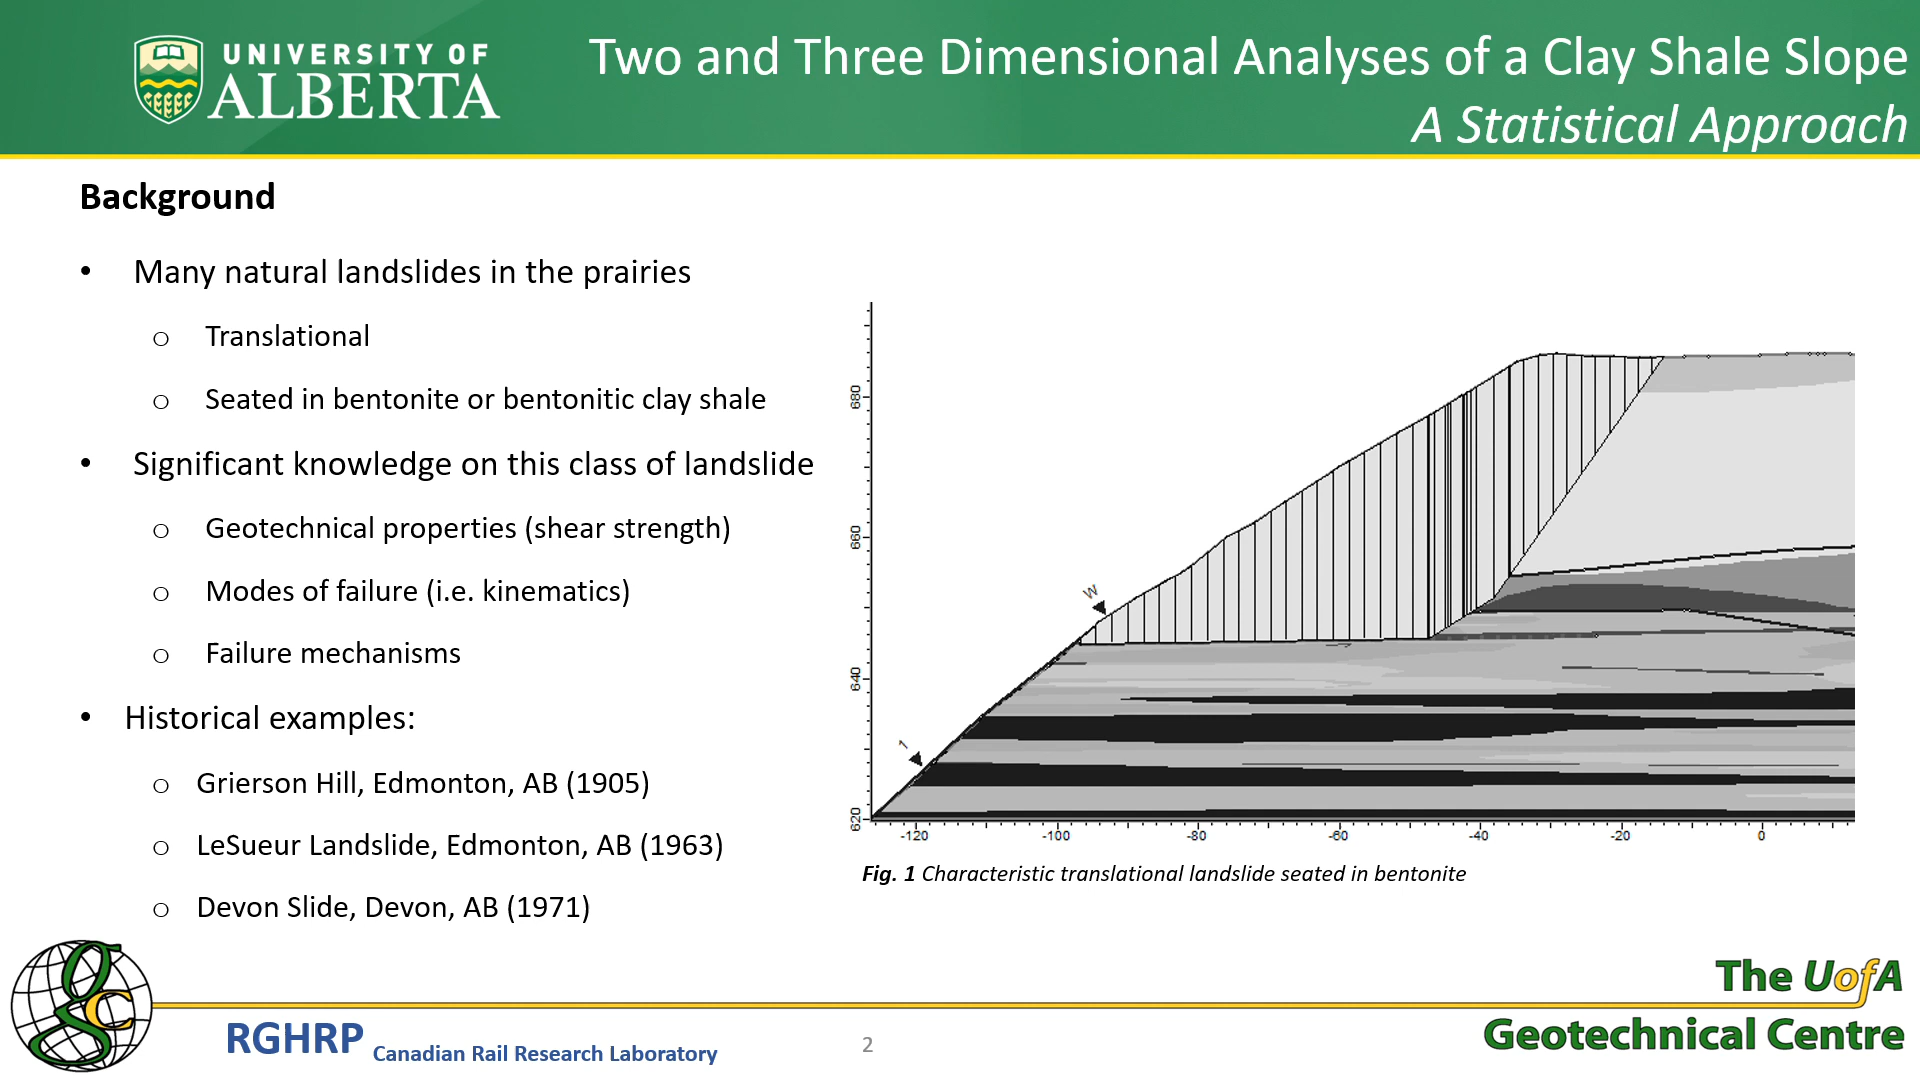 UNIVERSITY OF
ALBERTA
Two and Three Dimensional Analyses of a Clay Shale Slope
A Statistical Approach
Background
• Many natural landslides in the prairies
o Translational
o Seated in bentonite or bentonitic clay shale
• Significant knowledge on this class of landslide
o Geotechnical properties (shear strength)
o Modes of failure (i.e. kinematics)
o Failure mechanisms
• Historical examples:
o Grierson Hill, Edmonton, AB (1905)
o LeSueur Landslide, Edmonton, AB (1963)
o Devon Slide, Devon, AB (1971)
680
660
640
620
W
1
-120 -100 -80 -60 -40 -20 0
Fig. 1 Characteristic translational landslide seated in bentonite
gc
RGHRP Canadian Rail Research Laboratory
2
The UofA
Geotechnical Centre